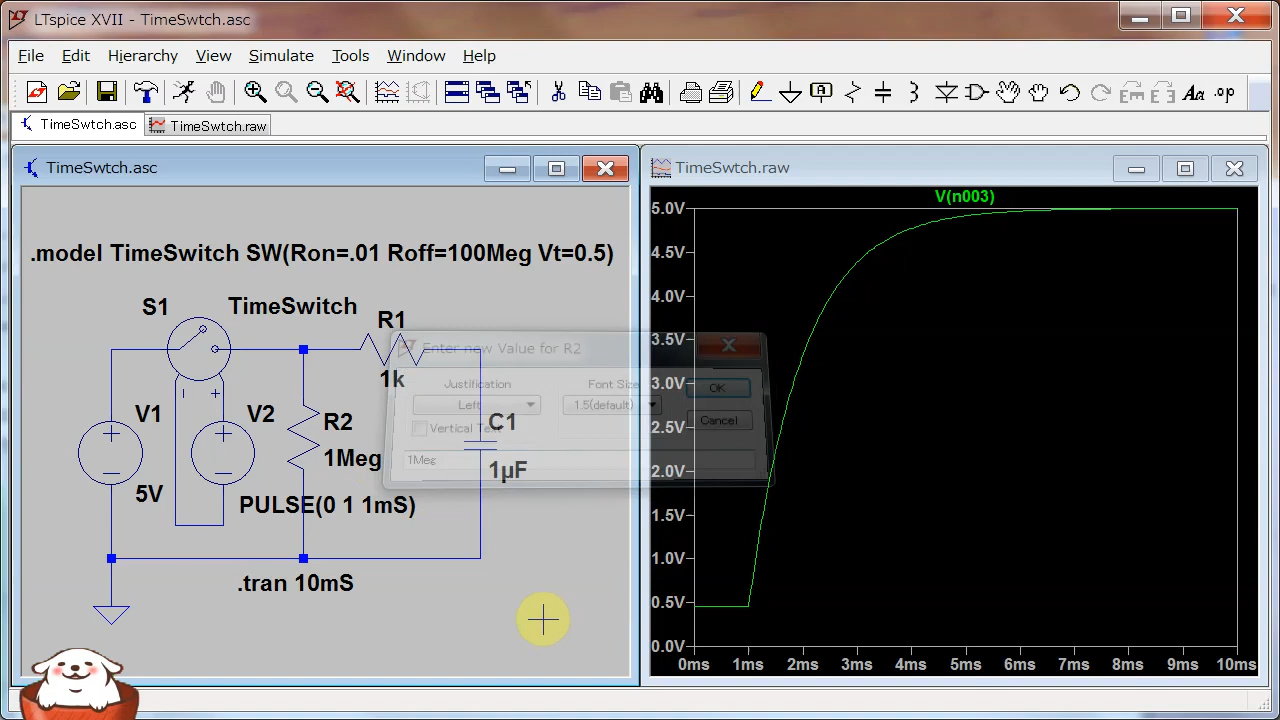 LTspice XVII - TimeSwtch.asc
File Edit Hierarchy View Simulate Tools Window Help
.op
TimeSwtch.asc TimeSwtch.raw
TimeSwtch.asc
.model TimeSwitch SW(Ron=.01 Roff=100Meg Vt=0.5)
S1 TimeSwitch
R1
1k
V1
5V
V2
PULSE(0 1 1mS)
R2
1Meg
C1
1µF
.tran 10mS
Enter new Value for R2
Justification Font Size OK
Left 1.5(default)
Vertical Text Cancel
1Meg
TimeSwtch.raw
V(n003)
5.0V
4.5V
4.0V
3.5V
3.0V
2.5V
2.0V
1.5V
1.0V
0.5V
0.0V
0ms 1ms 2ms 3ms 4ms 5ms 6ms 7ms 8ms 9ms 10ms